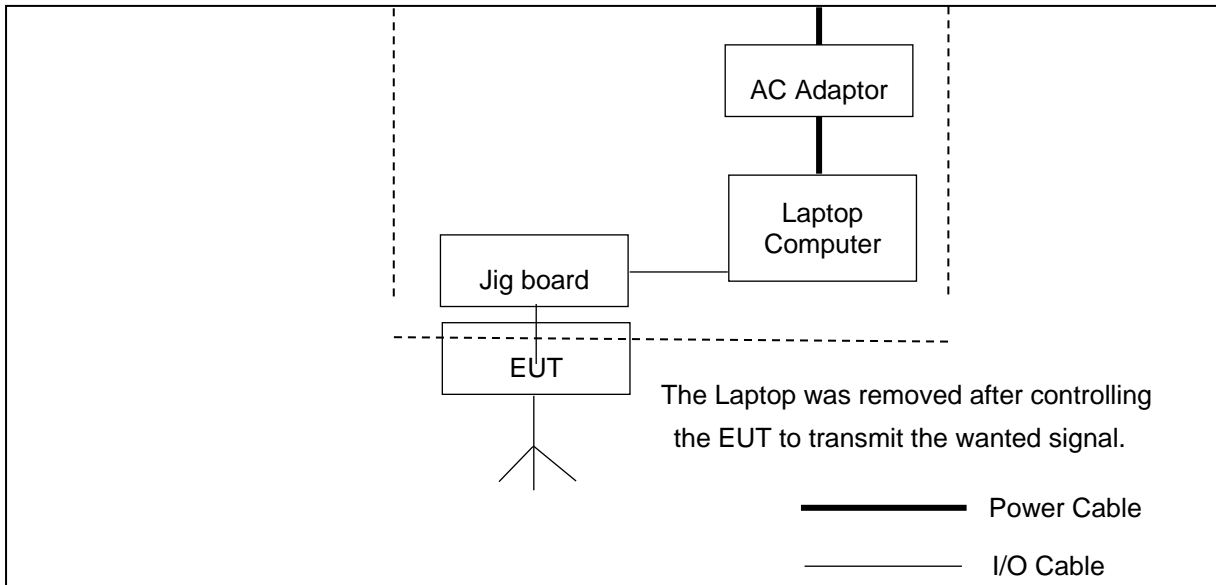 AC Adaptor
Laptop
Computer
Jig board
EUT
The Laptop was removed after controlling
the EUT to transmit the wanted signal.
Power Cable
I/O Cable